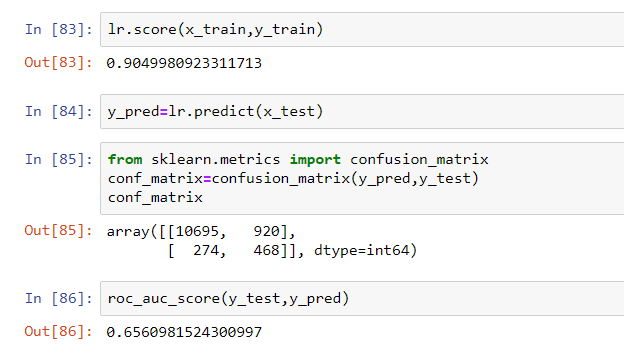 In [83]: lr.score(x_train,y_train)
Out[83]: 0.9049980923311713
In [84]: y_pred=lr.predict(x_test)
In [85]: from sklearn.metrics import confusion_matrix
conf_matrix=confusion_matrix(y_pred,y_test)
conf_matrix
Out[85]: array([[10695,   920],
       [  274,   468]], dtype=int64)
In [86]: roc_auc_score(y_test,y_pred)
Out[86]: 0.6560981524300997